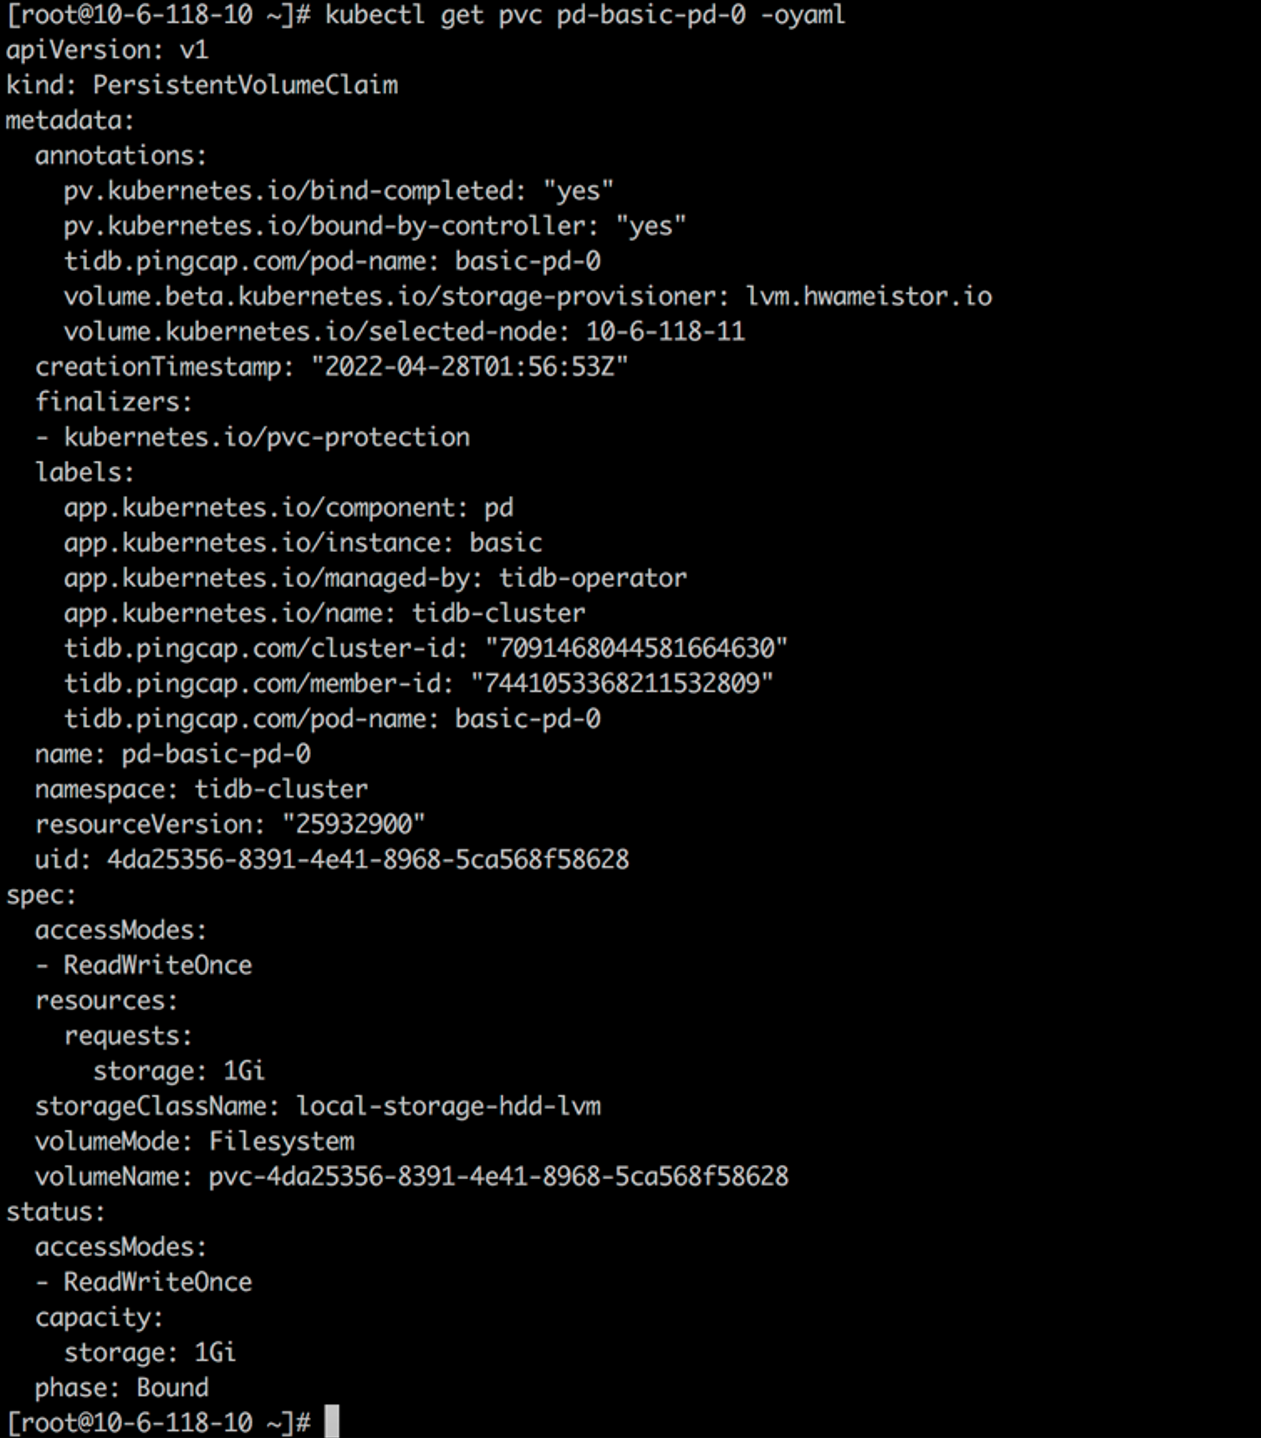 [root@10-6-118-10 ~]# kubectl get pvc pd-basic-pd-0 -oyaml
apiVersion: v1
kind: PersistentVolumeClaim
metadata:
  annotations:
    pv.kubernetes.io/bind-completed: "yes"
    pv.kubernetes.io/bound-by-controller: "yes"
    tidb.pingcap.com/pod-name: basic-pd-0
    volume.beta.kubernetes.io/storage-provisioner: lvm.hwameistor.io
    volume.kubernetes.io/selected-node: 10-6-118-11
  creationTimestamp: "2022-04-28T01:56:53Z"
  finalizers:
  - kubernetes.io/pvc-protection
  labels:
    app.kubernetes.io/component: pd
    app.kubernetes.io/instance: basic
    app.kubernetes.io/managed-by: tidb-operator
    app.kubernetes.io/name: tidb-cluster
    tidb.pingcap.com/cluster-id: "7091468044581664630"
    tidb.pingcap.com/member-id: "7441053368211532809"
    tidb.pingcap.com/pod-name: basic-pd-0
  name: pd-basic-pd-0
  namespace: tidb-cluster
  resourceVersion: "25932900"
  uid: 4da25356-8391-4e41-8968-5ca568f58628
spec:
  accessModes:
  - ReadWriteOnce
  resources:
    requests:
      storage: 1Gi
  storageClassName: local-storage-hdd-lvm
  volumeMode: Filesystem
  volumeName: pvc-4da25356-8391-4e41-8968-5ca568f58628
status:
  accessModes:
  - ReadWriteOnce
  capacity:
    storage: 1Gi
  phase: Bound
[root@10-6-118-10 ~]#